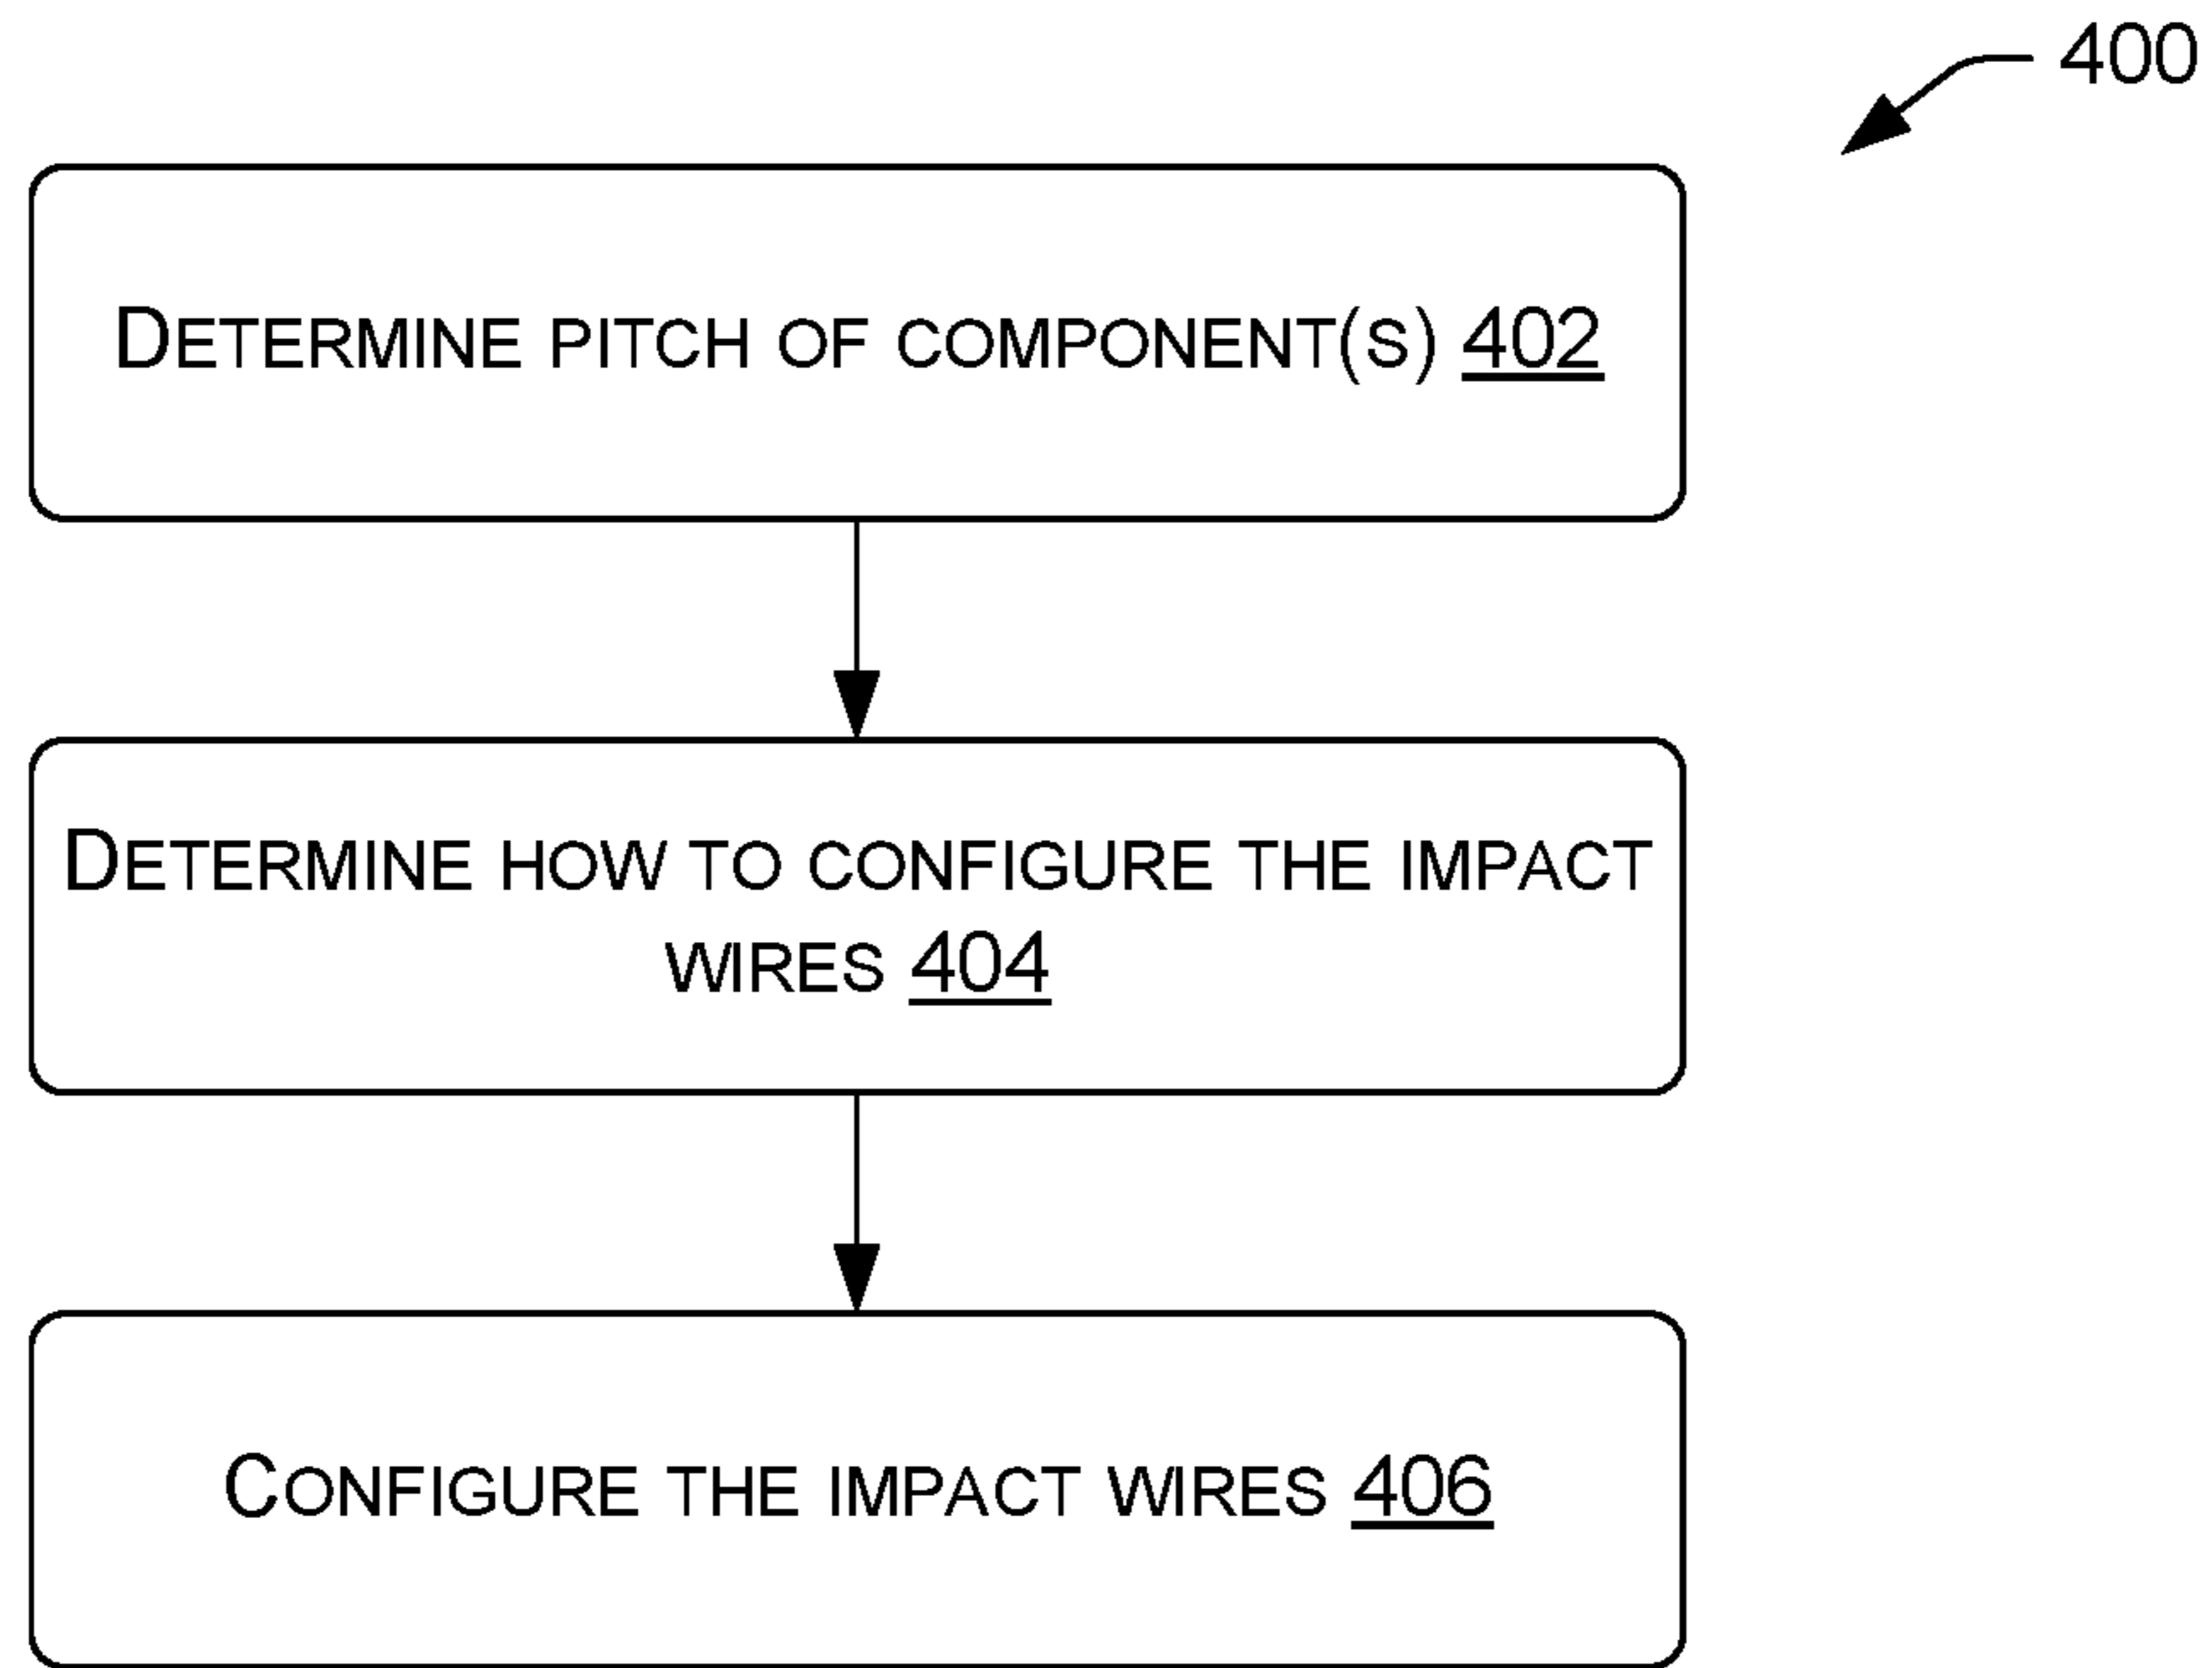 400
DETERMINE PITCH OF COMPONENT(S) 402
DETERMINE HOW TO CONFIGURE THE IMPACT
WIRES 404
CONFIGURE THE IMPACT WIRES 406